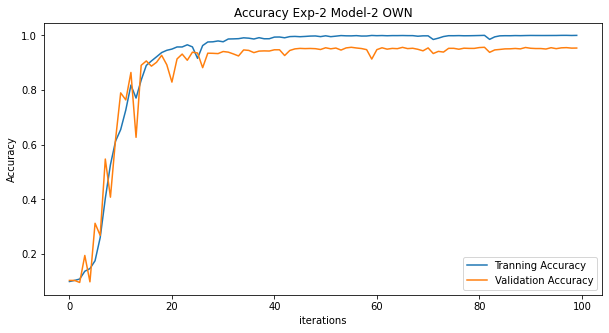 Accuracy Exp-2 Model-2 OWN
Accuracy
1.0
0.8
0.6
0.4
0.2
0 20 40 60 80 100
iterations
Tranning Accuracy
Validation Accuracy